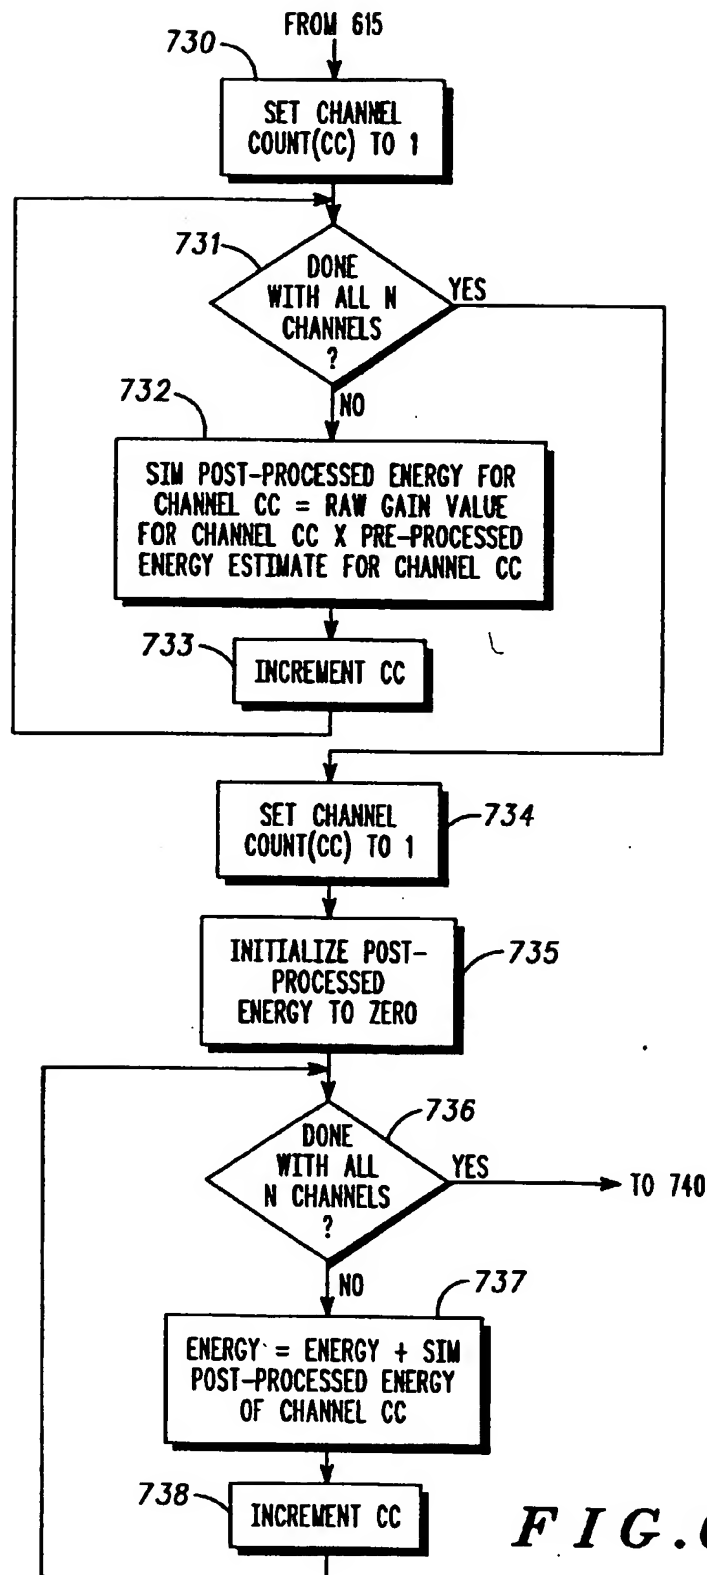 FROM 615
730
SET CHANNEL
COUNT(CC) TO 1
731
DONE
WITH ALL N
CHANNELS
?
YES
NO
732
SIM POST-PROCESSED ENERGY FOR
CHANNEL CC = RAW GAIN VALUE
FOR CHANNEL CC X PRE-PROCESSED
ENERGY ESTIMATE FOR CHANNEL CC
733
INCREMENT CC
SET CHANNEL
COUNT(CC) TO 1
734
INITIALIZE POST-
PROCESSED
ENERGY TO ZERO
735
736
DONE
WITH ALL
N CHANNELS
?
YES
TO 740
NO
737
ENERGY = ENERGY + SIM
POST-PROCESSED ENERGY
OF CHANNEL CC
738
INCREMENT CC
FIG.